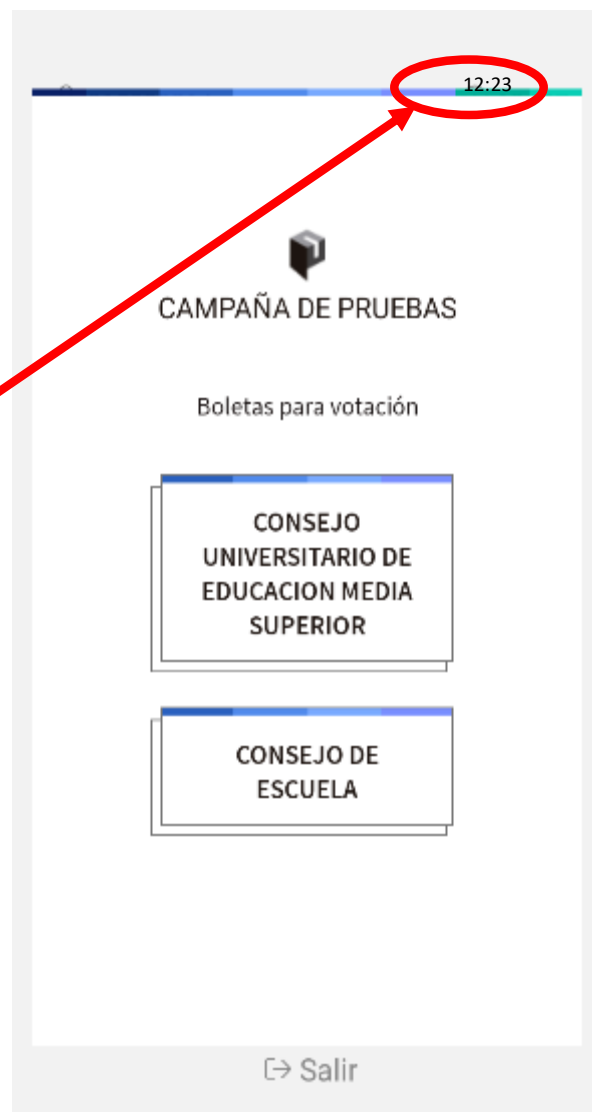 12:23
CAMPAÑA DE PRUEBAS
Boletas para votación
CONSEJO
UNIVERSITARIO DE
EDUCACION MEDIA
SUPERIOR
CONSEJO DE
ESCUELA
Salir